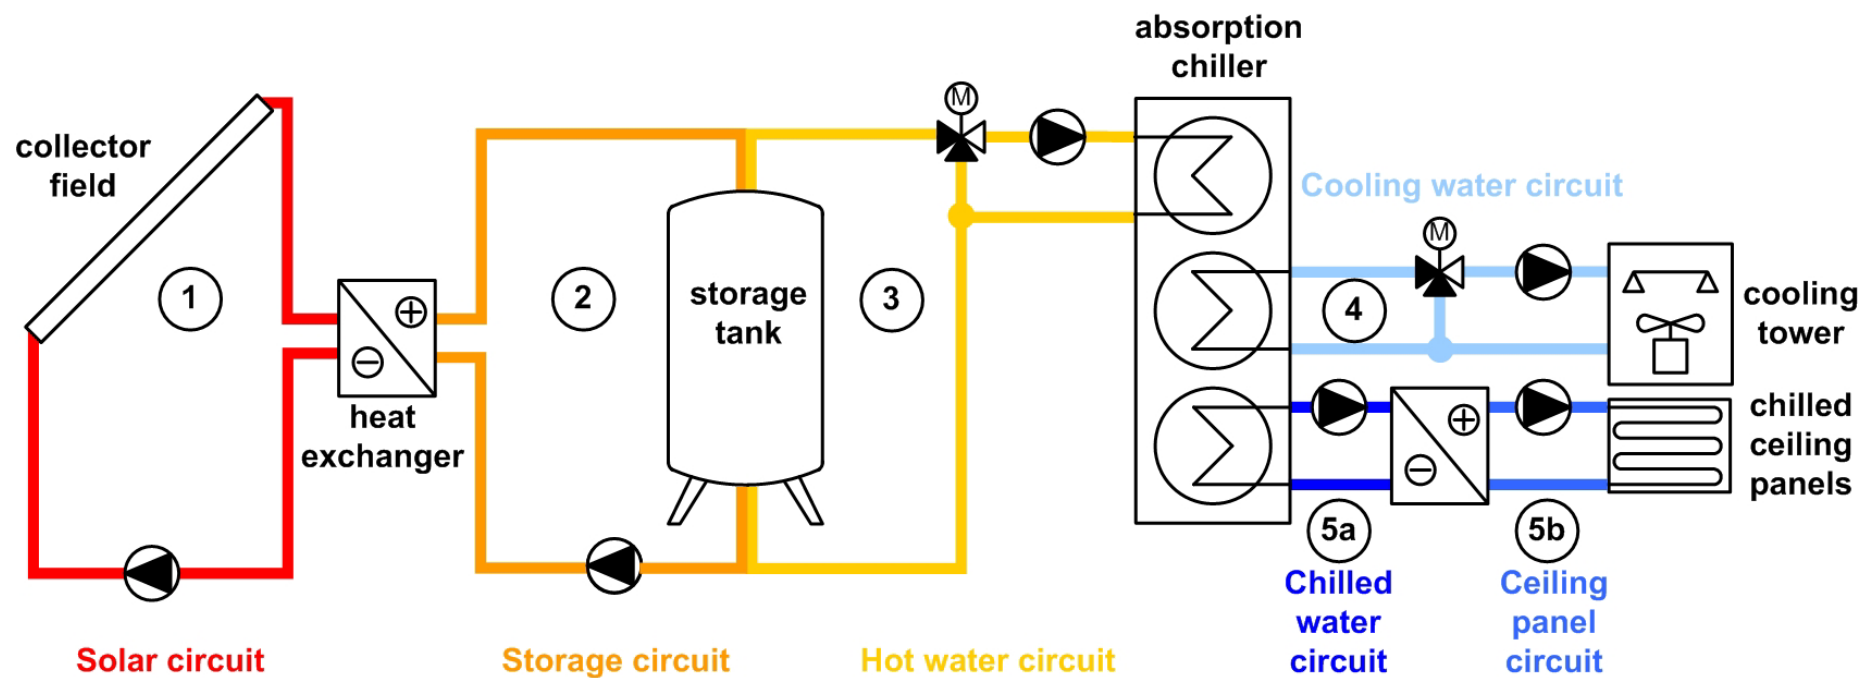 absorption
chiller
M
collector
field
Cooling water circuit
M
1
2
3
4
storage
tank
cooling
tower
heat
exchanger
chilled
ceiling
panels
5a
5b
Chilled
water
circuit
Ceiling
panel
circuit
Solar circuit
Storage circuit
Hot water circuit